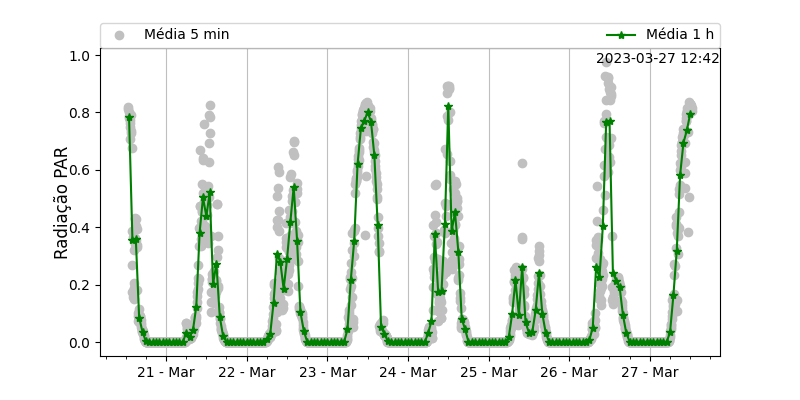 Média 5 min
Média 1 h
2023-03-27 12:42
1.0
0.8
0.6
0.4
0.2
0.0
Radiação PAR
21 - Mar
22 - Mar
23 - Mar
24 - Mar
25 - Mar
26 - Mar
27 - Mar